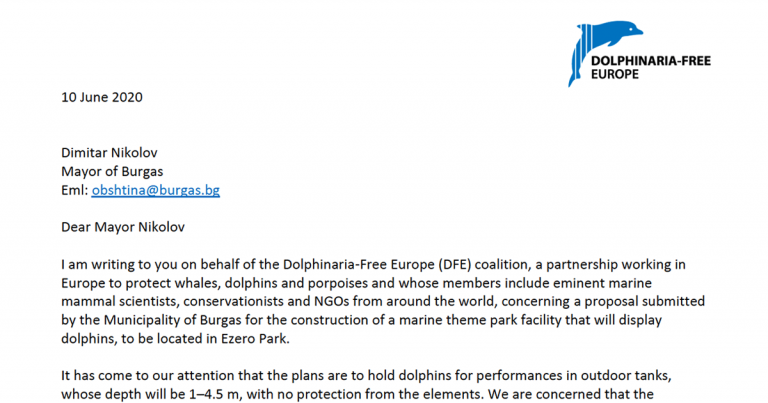 DOLPHINARIA-FREE
EUROPE
10 June 2020
Dimitar Nikolov
Mayor of Burgas
Eml: obshtina@burgas.bg
Dear Mayor Nikolov
I am writing to you on behalf of the Dolphinaria-Free Europe (DFE) coalition, a partnership working in
Europe to protect whales, dolphins and porpoises and whose members include eminent marine
mammal scientists, conservationists and NGOs from around the world, concerning a proposal submitted
by the Municipality of Burgas for the construction of a marine theme park facility that will display
dolphins, to be located in Ezero Park.
It has come to our attention that the plans are to hold dolphins for performances in outdoor tanks,
whose depth will be 1–4.5 m, with no protection from the elements. We are concerned that the